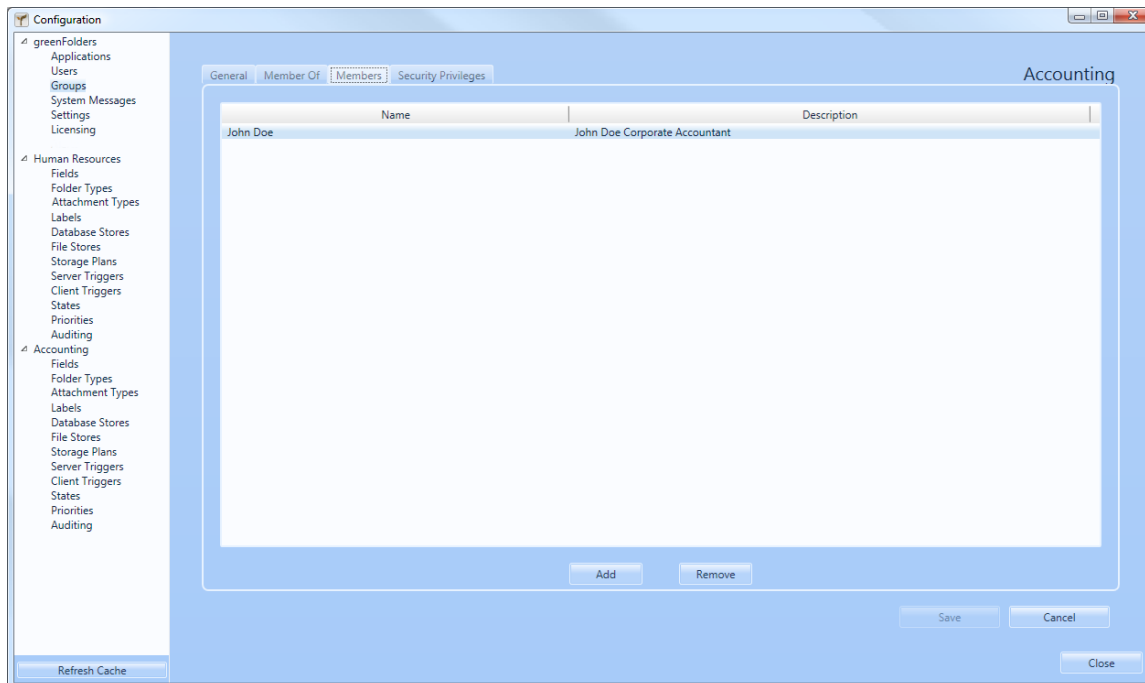 Configuration
greenFolders
Applications
Users
Groups
System Messages
Settings
Licensing
Human Resources
Fields
Folder Types
Attachment Types
Labels
Database Stores
File Stores
Storage Plans
Server Triggers
Client Triggers
States
Priorities
Auditing
Accounting
Fields
Folder Types
Attachment Types
Labels
Database Stores
File Stores
Storage Plans
Server Triggers
Client Triggers
States
Priorities
Auditing
Refresh Cache
General Member Of Members Security Privileges
Accounting
Name Description
John Doe John Doe Corporate Accountant
Add Remove
Save Cancel
Close